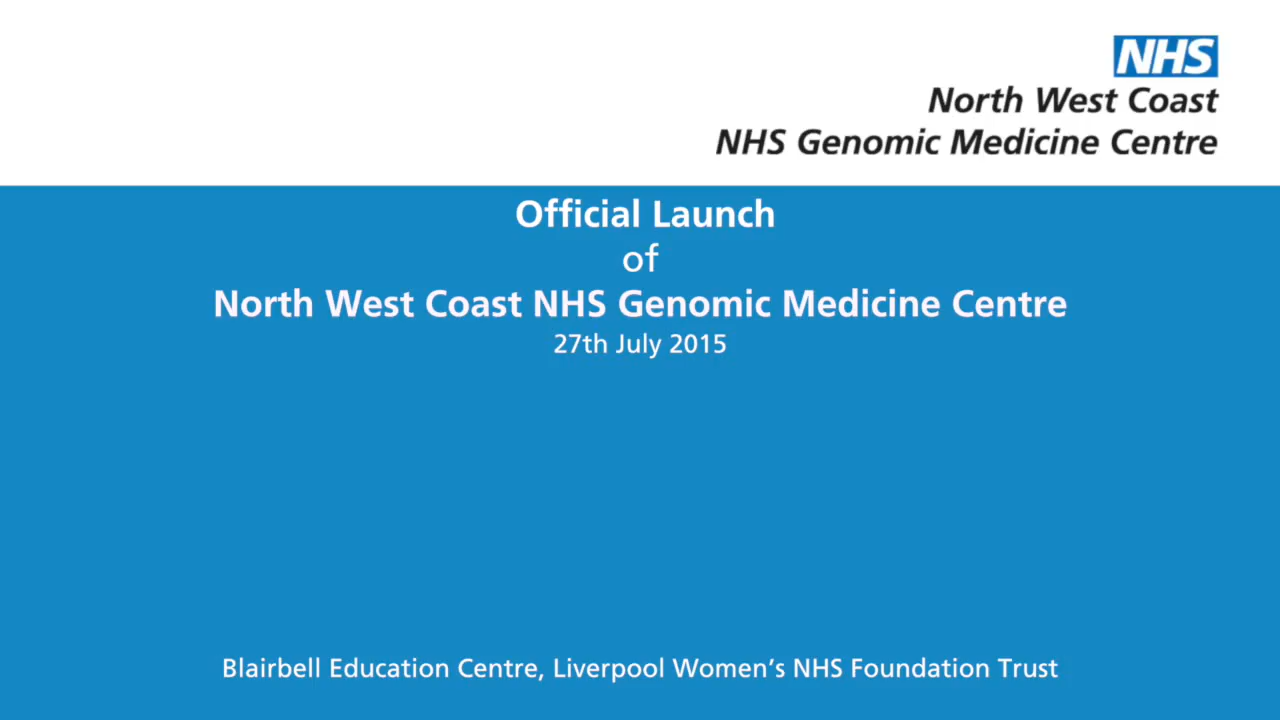 NHS
North West Coast
NHS Genomic Medicine Centre
Official Launch
of
North West Coast NHS Genomic Medicine Centre
27th July 2015
Blairbell Education Centre, Liverpool Women’s NHS Foundation Trust